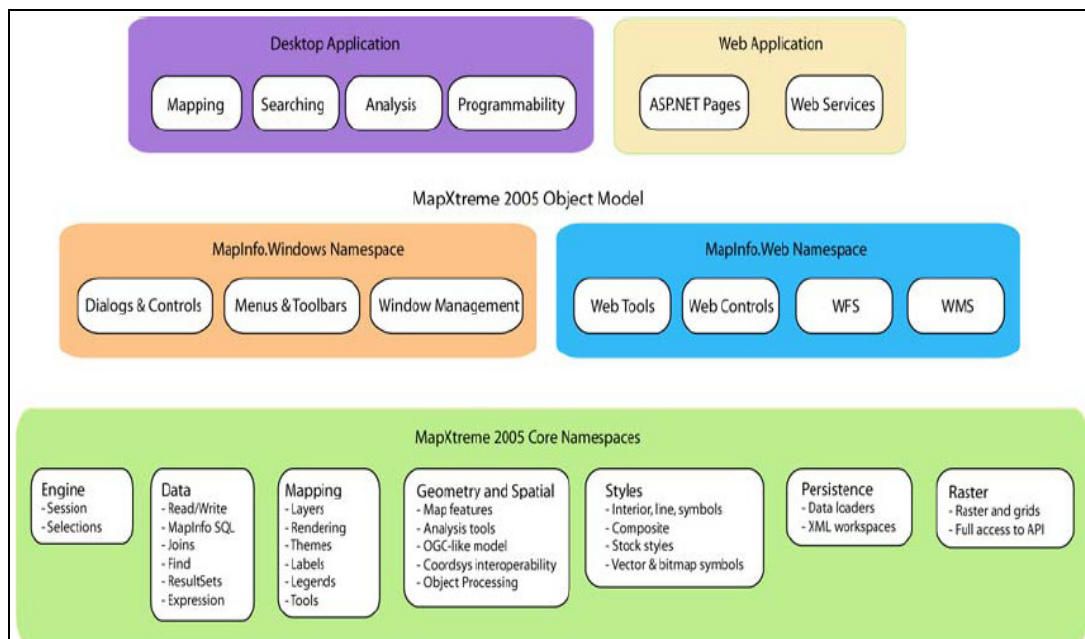 Desktop Application
Mapping
Searching
Analysis
Programmability
Web Application
ASP.NET Pages
Web Services
MapXtreme 2005 Object Model
MapInfo.Windows Namespace
Dialogs & Controls
Menus & Toolbars
Window Management
MapInfo.Web Namespace
Web Tools
Web Controls
WFS
WMS
MapXtreme 2005 Core Namespaces
Engine
- Session
- Selections
Data
- Read/Write
- MapInfo SQL
- Joins
- Find
- ResultSets
- Expression
Mapping
- Layers
- Rendering
- Themes
- Labels
- Legends
- Tools
Geometry and Spatial
- Map features
- Analysis tools
- OGC-like model
- Coordsys interoperability
- Object Processing
Styles
- Interior, line, symbols
- Composite
- Stock styles
- Vector & bitmap symbols
Persistence
- Data loaders
- XML workspaces
Raster
- Raster and grids
- Full access to API